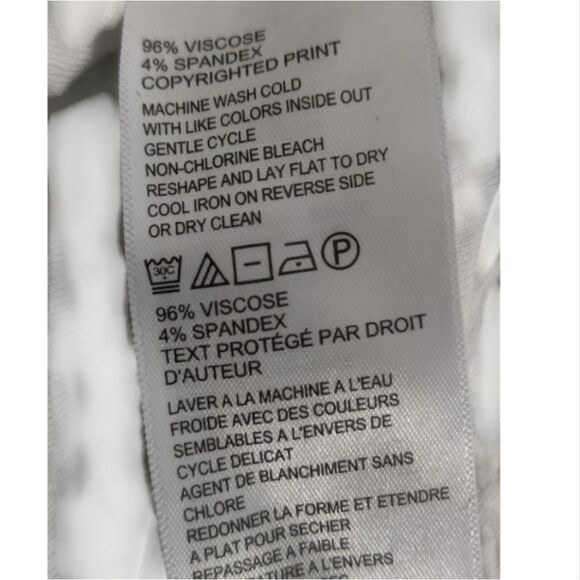 96% VISCOSE
4% SPANDEX
COPYRIGHTED PRINT
MACHINE WASH COLD
WITH LIKE COLORS INSIDE OUT
GENTLE CYCLE
NON-CHLORINE BLEACH
RESHAPE AND LAY FLAT TO DRY
COOL IRON ON REVERSE SIDE
OR DRY CLEAN
30C P
96% VISCOSE
4% SPANDEX
TEXT PROTÉGÉ PAR DROIT
D'AUTEUR
LAVER A LA MACHINE A L'EAU
FROIDE AVEC DES COULEURS
SEMBLABLES A L'ENVERS DE
CYCLE DELICAT
AGENT DE BLANCHIMENT SANS
CHLORE
REDONNER LA FORME ET ETENDRE
A PLAT POUR SECHER
REPASSAGE A FAIBLE
A L'ENVERS